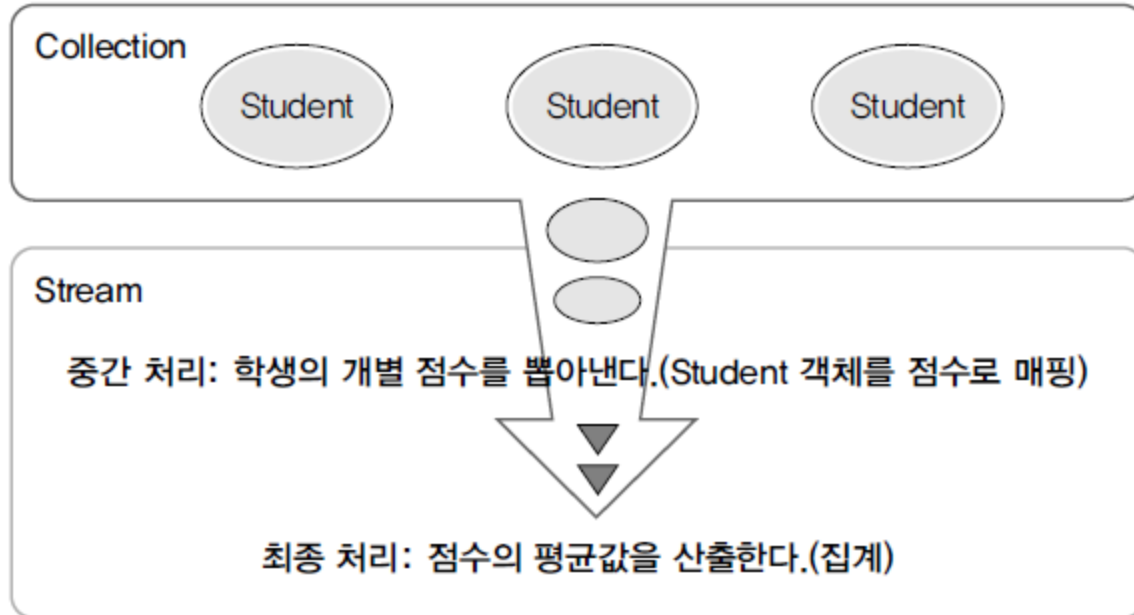 Collection
Student Student Student
Stream
중간 처리: 학생의 개별 점수를 뽑아낸다.(Student 객체를 점수로 매핑)
최종 처리: 점수의 평균값을 산출한다.(집계)